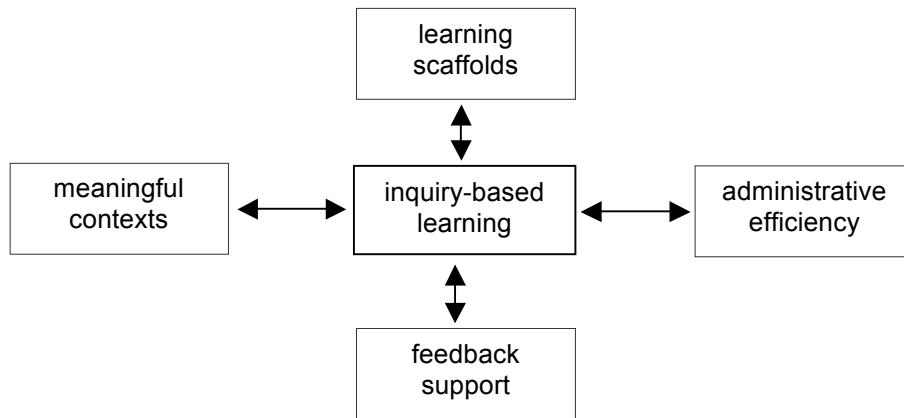 learning
scaffolds
meaningful
contexts
inquiry-based
learning
administrative
efficiency
feedback
support